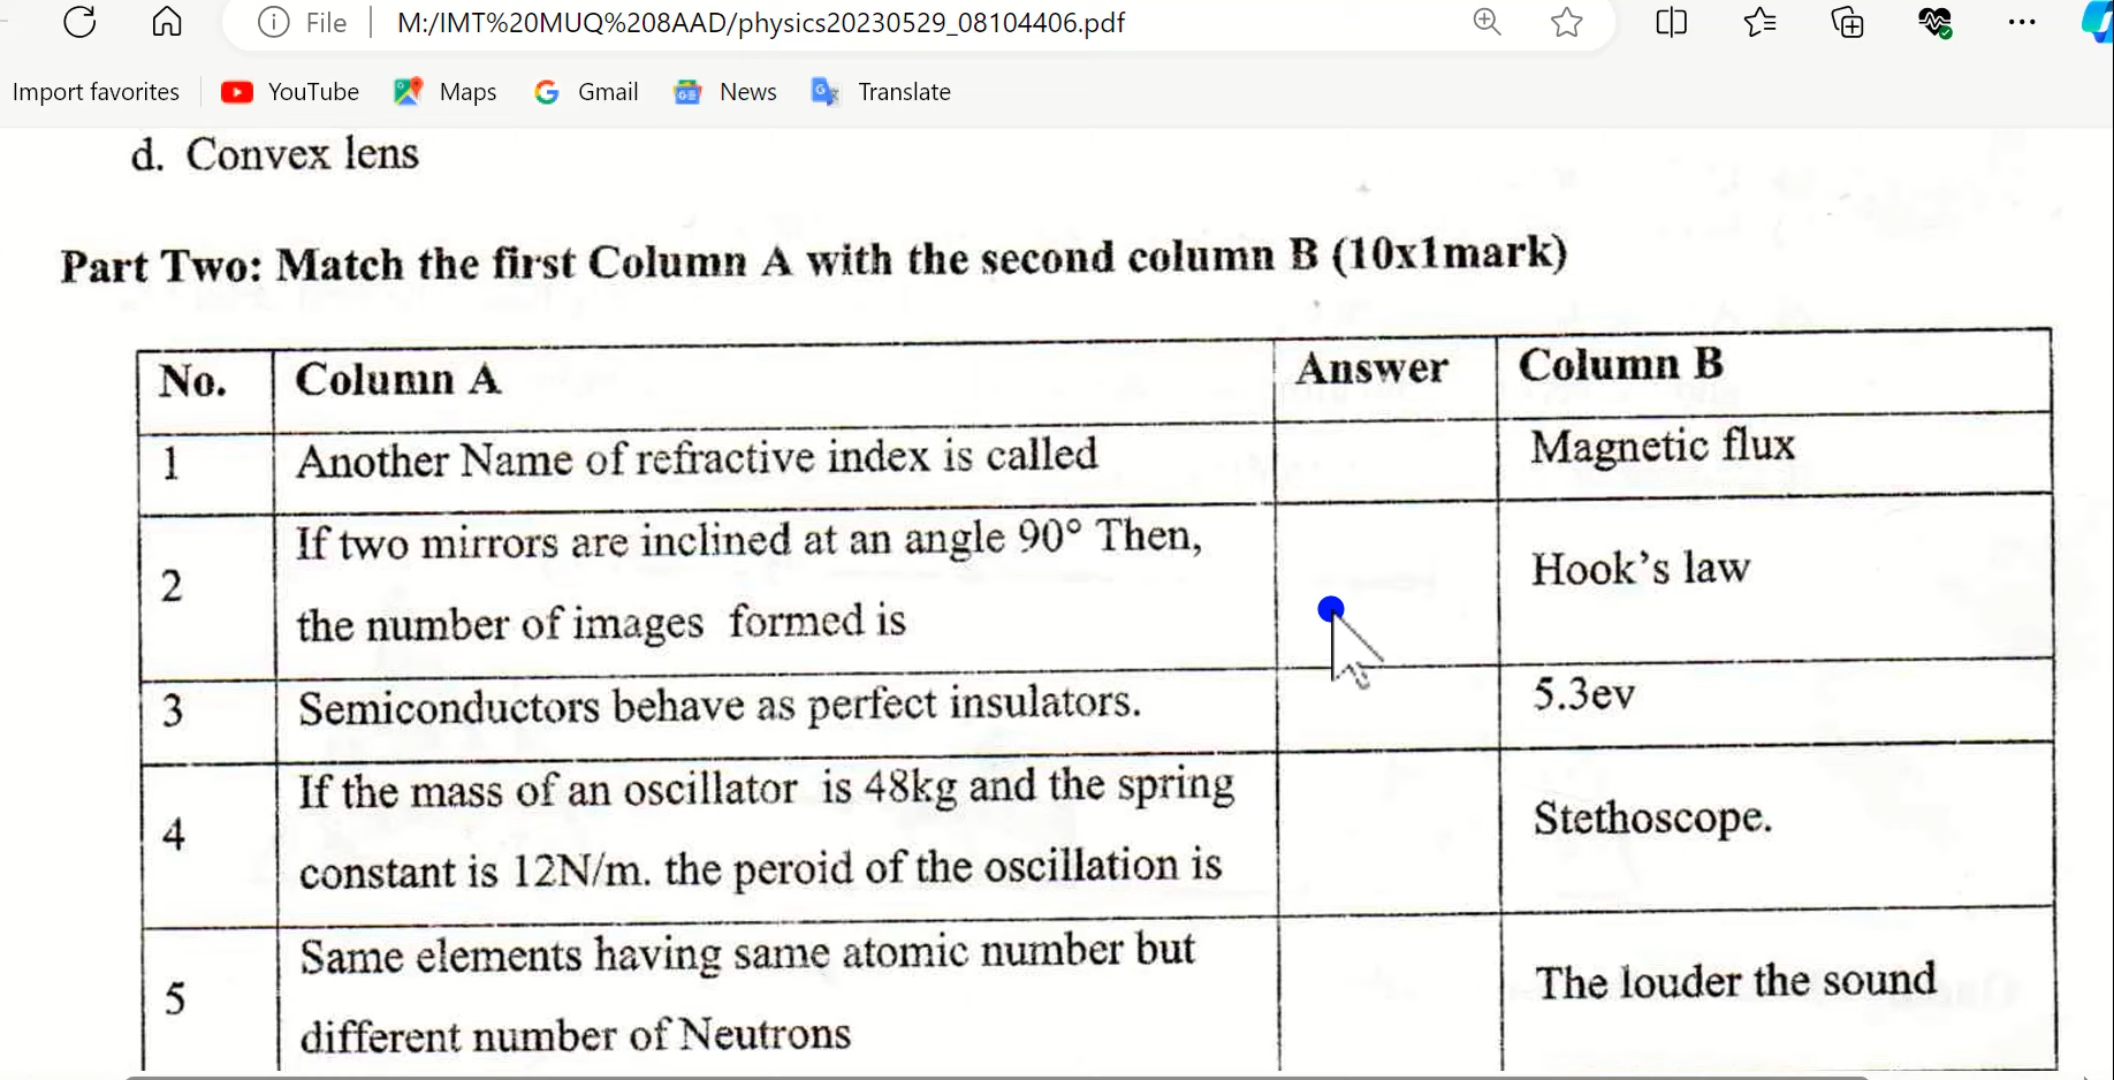 File | M:/IMT%20MUQ%208AAD/physics20230529_08104406.pdf
Import favorites YouTube Maps Gmail News Translate
d. Convex lens
Part Two: Match the first Column A with the second column B (10x1mark)
No. Column A Answer Column B
1 Another Name of refractive index is called Magnetic flux
2 If two mirrors are inclined at an angle 90° Then,
the number of images formed is Hook's law
3 Semiconductors behave as perfect insulators. 5.3ev
4 If the mass of an oscillator is 48kg and the spring
constant is 12N/m. the peroid of the oscillation is Stethoscope.
5 Same elements having same atomic number but
different number of Neutrons The louder the sound